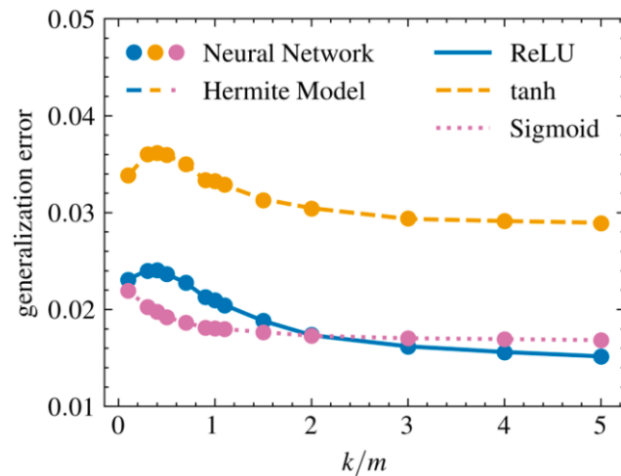 0.05
0.04
0.03
0.02
0.01
generalization error
Neural Network
Hermite Model
ReLU
tanh
Sigmoid
0 1 2 3 4 5
k/m